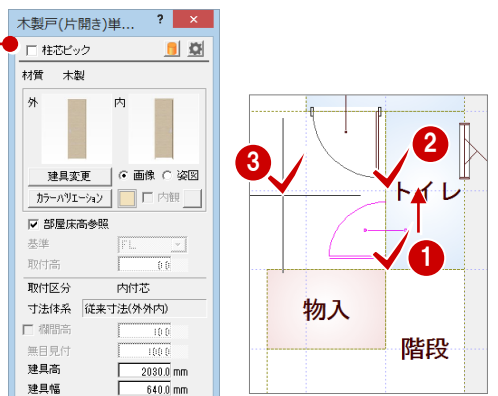 木製戸(片開き)単... ? ×
柱芯ピック
材質 木製
外 内
建具変更 画像 姿図
カラーバリエーション 内観
部屋床高参照
基準 FL
取付高 0.0
取付区分 内付芯
寸法体系 従来寸法(外外内)
欄間高 10.0
無目見付 100.0
建具高 2030.0 mm
建具幅 640.0 mm
3
2
トイレ
1
物入
階段